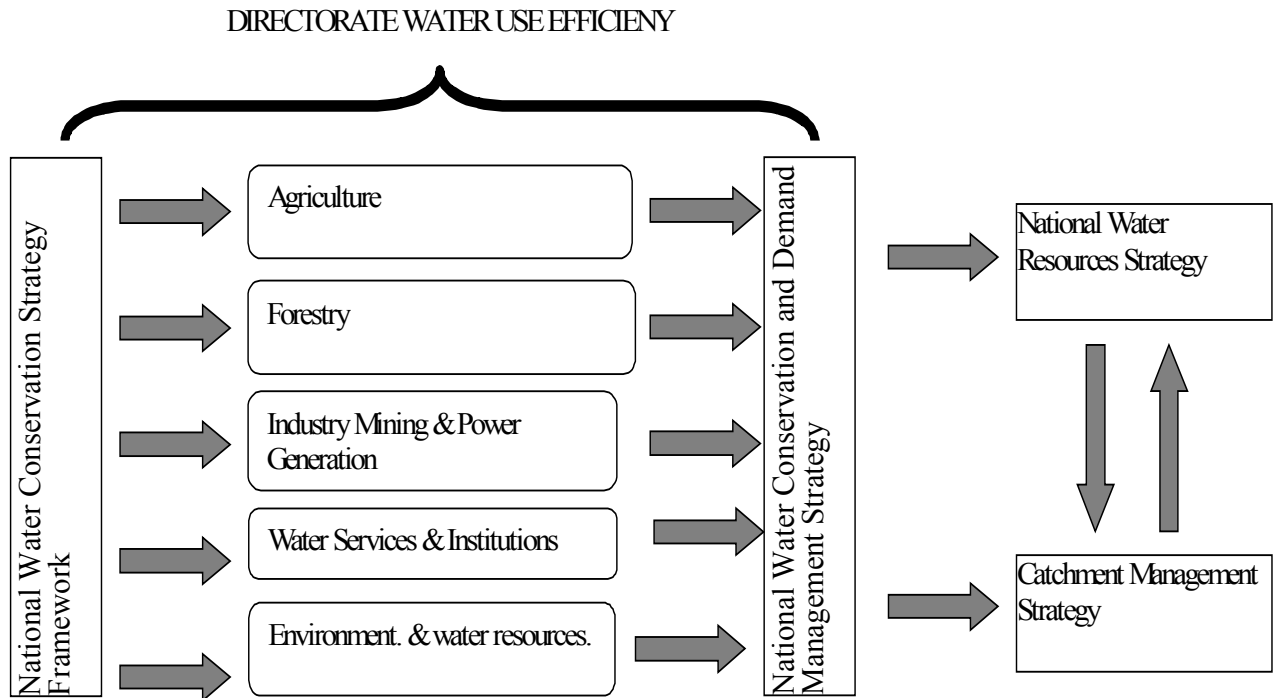 DIRECTORATE WATER USE EFFICIENY
National Water Conservation Strategy
Framework
Agriculture
Forestry
Industry Mining & Power
Generation
Water Services & Institutions
Environment. & water resources.
National Water Conservation and Demand
Management Strategy
National Water
Resources Strategy
Catchment Management
Strategy